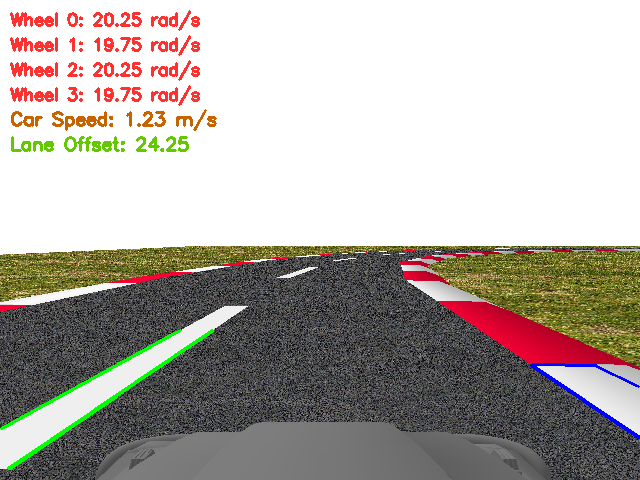 Wheel 0: 20.25 rad/s
Wheel 1: 19.75 rad/s
Wheel 2: 20.25 rad/s
Wheel 3: 19.75 rad/s
Car Speed: 1.23 m/s
Lane Offset: 24.25